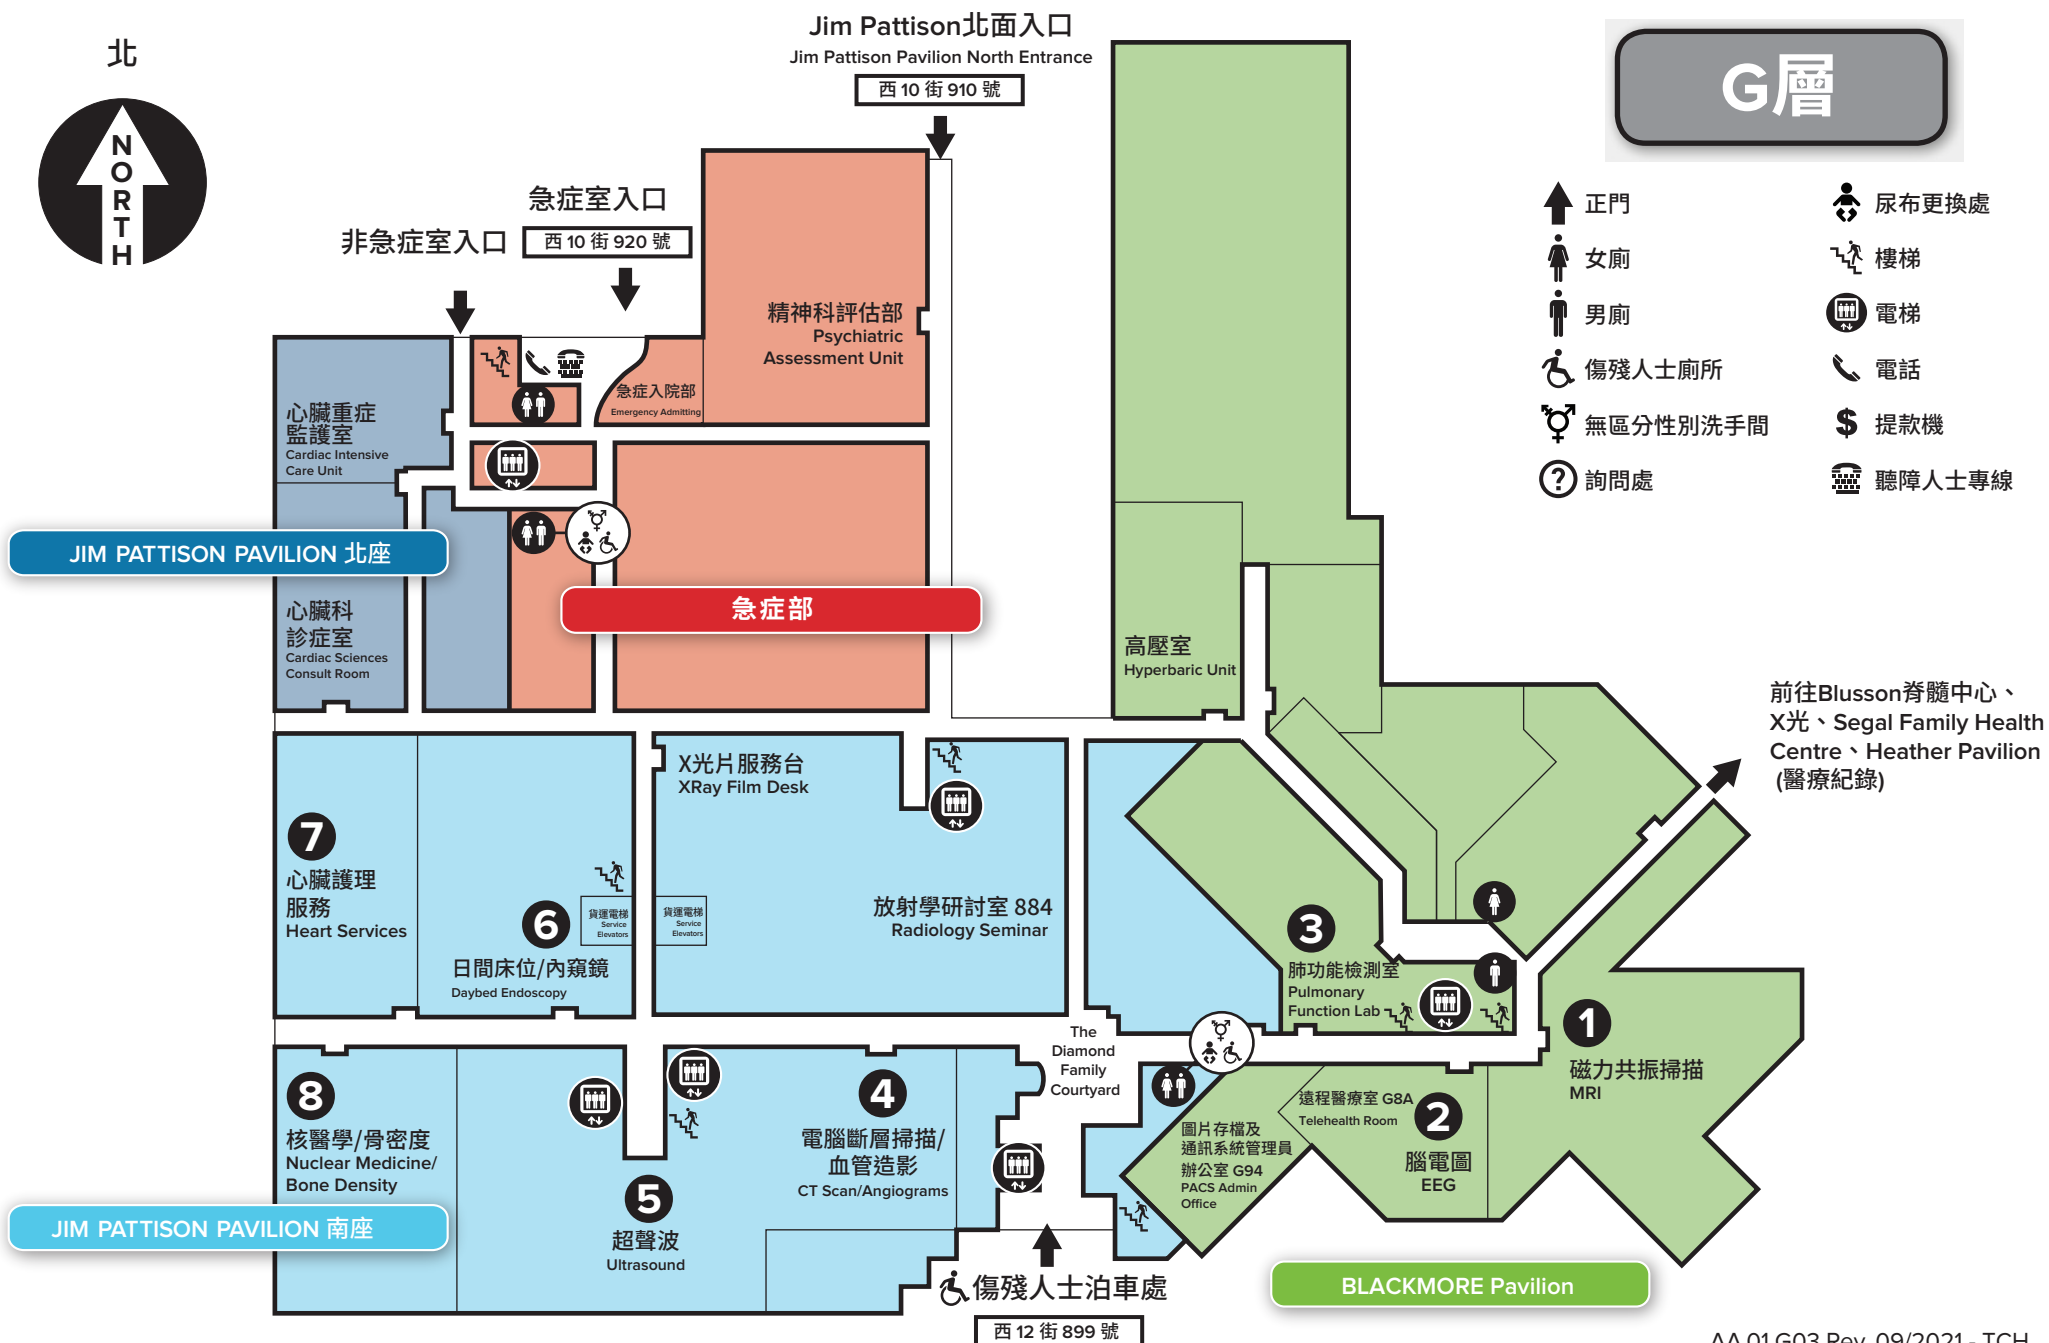 Jim Pattison北面入口
Jim Pattison Pavilion North Entrance
西 10 街 910 號
北
NORTH
G層
正門
女廁
男廁
傷殘人士廁所
無區分性別洗手間
詢問處
尿布更換處
樓梯
電梯
電話
提款機
聽障人士專線
急症室入口
西 10 街 920 號
非急症室入口
精神科評估部
Psychiatric
Assessment Unit
急症入院部
Emergency Admitting
心臟重症
監護室
Cardiac Intensive
Care Unit
JIM PATTISON PAVILION 北座
急症部
心臟科
診症室
Cardiac Sciences
Consult Room
高壓室
Hyperbaric Unit
前往Blusson脊髓中心、
X光、Segal Family Health
Centre、Heather Pavilion
(醫療紀錄)
X光片服務台
XRay Film Desk
7
心臟護理
服務
Heart Services
6
日間床位/內窺鏡
Daybed Endoscopy
貨運電梯
Service
Elevators
貨運電梯
Service
Elevators
放射學研討室 884
Radiology Seminar
3
肺功能檢測室
Pulmonary
Function Lab
The
Diamond
Family
Courtyard
1
磁力共振掃描
MRI
8
核醫學/骨密度
Nuclear Medicine/
Bone Density
4
電腦斷層掃描/
血管造影
CT Scan/Angiograms
5
超聲波
Ultrasound
遠程醫療室 G8A
Telehealth Room
2
腦電圖
EEG
圖片存檔及
通訊系統管理員
辦公室 G94
PACS Admin
Office
JIM PATTISON PAVILION 南座
BLACKMORE Pavilion
傷殘人士泊車處
西 12 街 899 號
AA.01.G03 Rev. 09/2021 - TCH